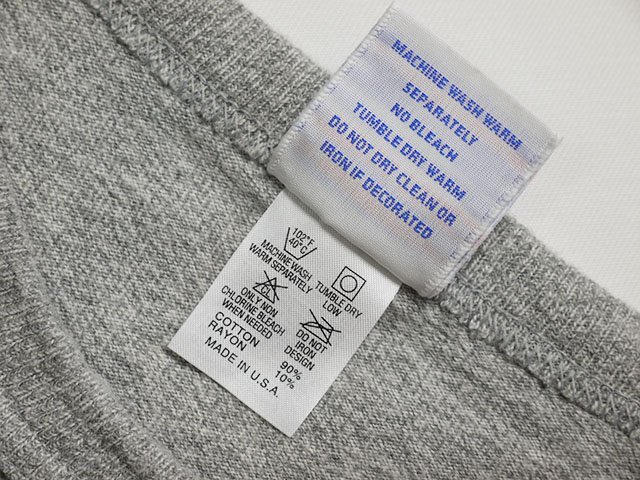 MACHINE WASH WARM
SEPARATELY
NO BLEACH
TUMBLE DRY WARM
DO NOT DRY CLEAN OR
IRON IF DECORATED
102°F
40°C
MACHINE WASH
WARM SEPARATELY
TUMBLE DRY
LOW
CL
ONLY NON
CHLORINE BLEACH
WHEN NEEDED
DO NOT
IRON
DESIGN
COTTON 90%
RAYON 10%
MADE IN U.S.A.